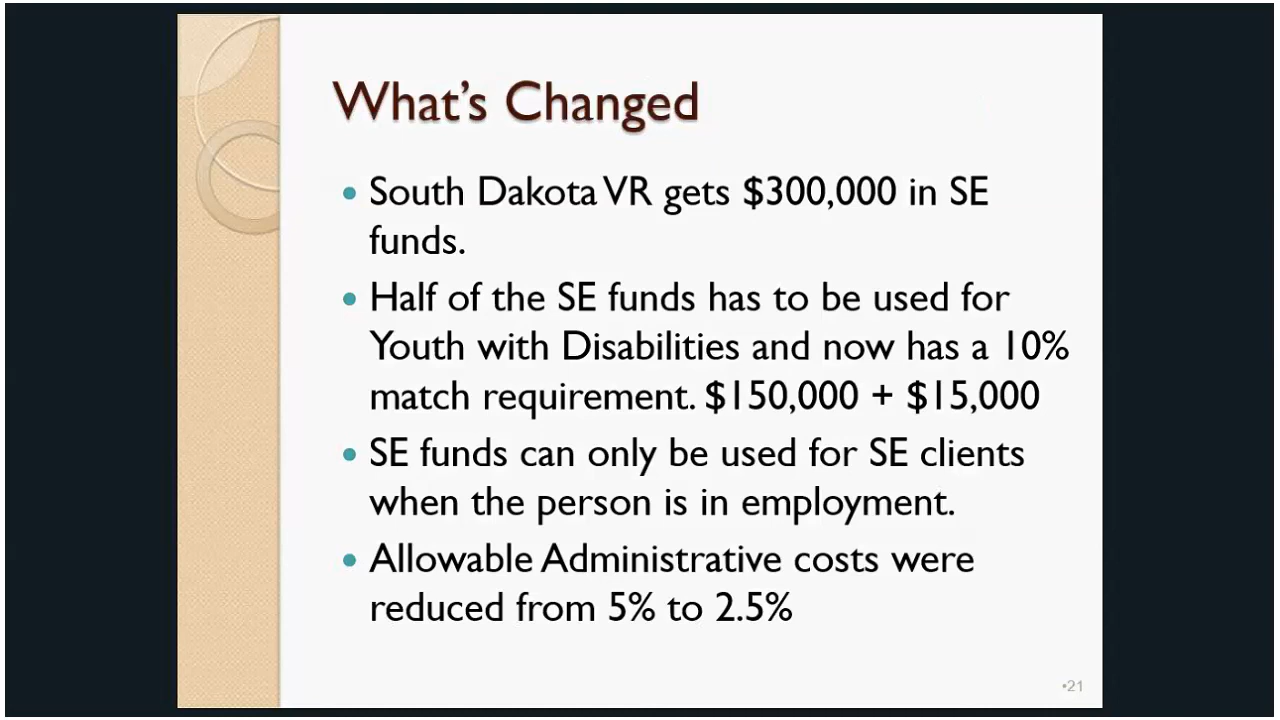 What's Changed
• South Dakota VR gets $300,000 in SE
funds.
• Half of the SE funds has to be used for
Youth with Disabilities and now has a 10%
match requirement. $150,000 + $15,000
• SE funds can only be used for SE clients
when the person is in employment.
• Allowable Administrative costs were
reduced from 5% to 2.5%
•21